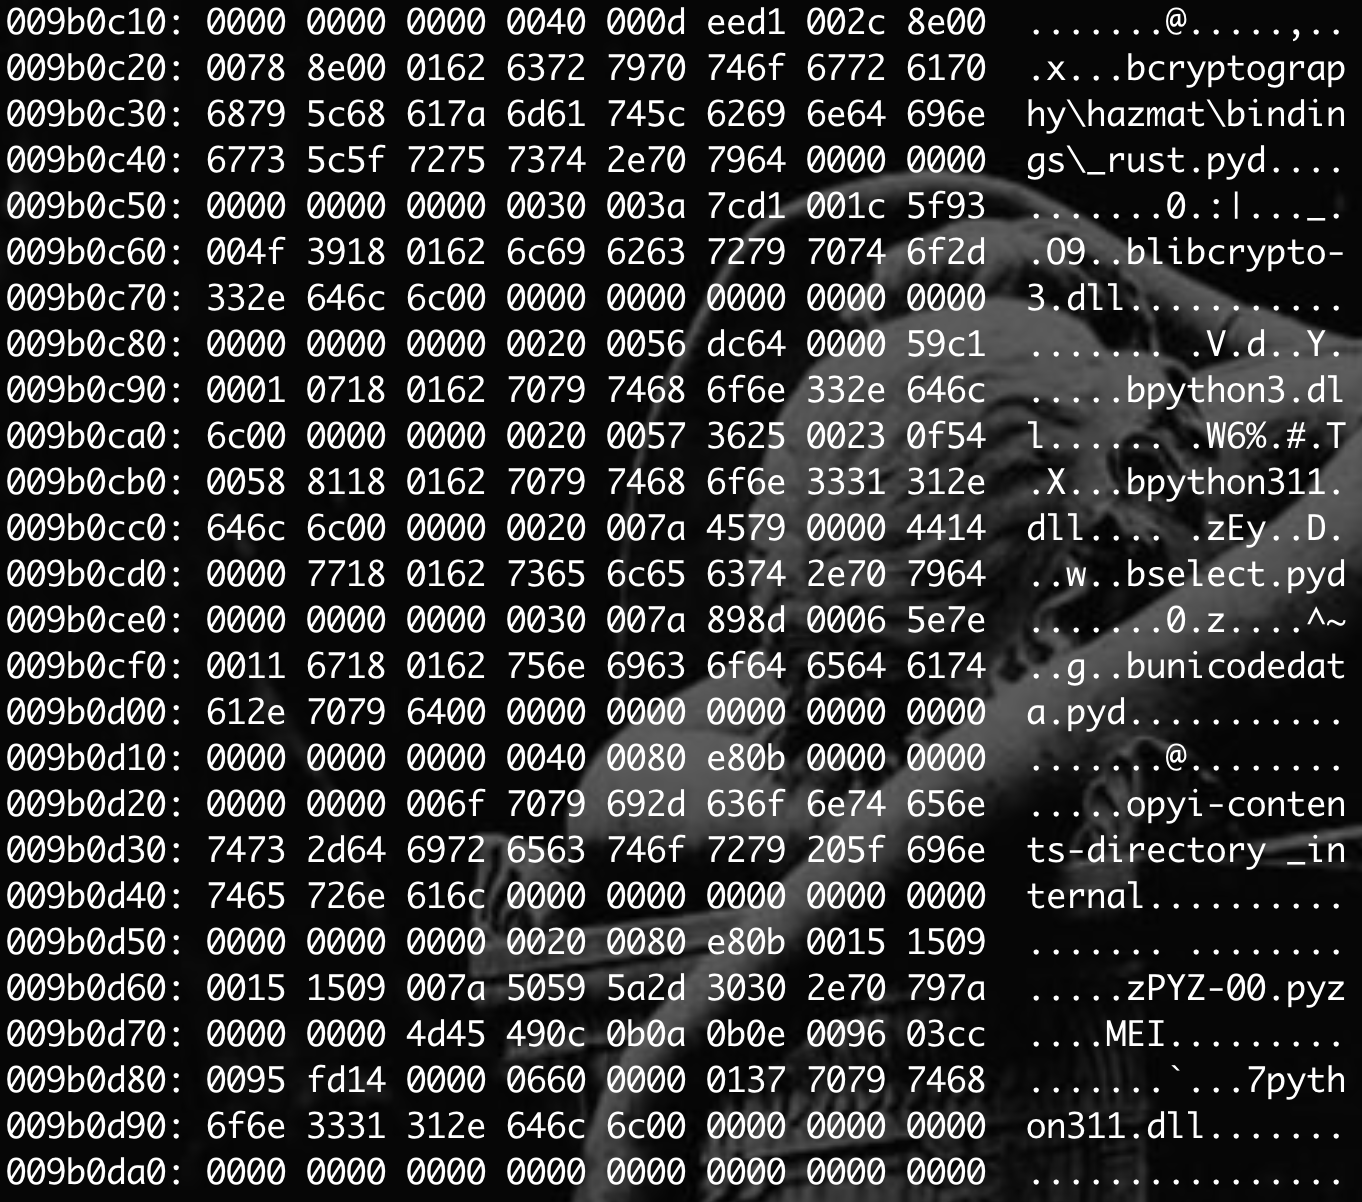 009b0c10: 0000 0000 0000 0040 000d eed1 002c 8e00  .......@.....,..
009b0c20: 0078 8e00 0162 6372 7970 746f 6772 6170  .x...bcryptograp
009b0c30: 6879 5c68 617a 6d61 745c 6269 6e64 696e  hy\hazmat\bindin
009b0c40: 6773 5c5f 7275 7374 2e70 7964 0000 0000  gs\_rust.pyd....
009b0c50: 0000 0000 0000 0030 003a 7cd1 001c 5f93  .......0.:|..._.
009b0c60: 004f 3918 0162 6c69 6263 7279 7074 6f2d  .O9..blibcrypto-
009b0c70: 332e 646c 6c00 0000 0000 0000 0000 0000  3.dll...........
009b0c80: 0000 0000 0000 0020 0056 dc64 0000 59c1  ....... .V.d..Y.
009b0c90: 0001 0718 0162 7079 7468 6f6e 332e 646c  .....bpython3.dl
009b0ca0: 6c00 0000 0000 0020 0057 3625 0023 0f54  l...... .W6%.#.T
009b0cb0: 0058 8118 0162 7079 7468 6f6e 3331 312e  .X...bpython311.
009b0cc0: 646c 6c00 0000 0020 007a 4579 0000 4414  dll.... .zEy..D.
009b0cd0: 0000 7718 0162 7365 6c65 6374 2e70 7964  ..w..bselect.pyd
009b0ce0: 0000 0000 0000 0030 007a 898d 0006 5e7e  .......0.z....^~
009b0cf0: 0011 6718 0162 756e 6963 6f64 6564 6174  ..g..bunicodedat
009b0d00: 612e 7079 6400 0000 0000 0000 0000 0000  a.pyd...........
009b0d10: 0000 0000 0000 0040 0080 e80b 0000 0000  .......@........
009b0d20: 0000 0000 006f 7079 692d 636f 6e74 656e  .....opyi-conten
009b0d30: 7473 2d64 6972 6563 746f 7279 205f 696e  ts-directory _in
009b0d40: 7465 726e 616c 0000 0000 0000 0000 0000  ternal..........
009b0d50: 0000 0000 0000 0020 0080 e80b 0015 1509  ....... ........
009b0d60: 0015 1509 007a 5059 5a2d 3030 2e70 797a  .....zPYZ-00.pyz
009b0d70: 0000 0000 4d45 490c 0b0a 0b0e 0096 03cc  ....MEI.........
009b0d80: 0095 fd14 0000 0660 0000 0137 7079 7468  .......`...7pyth
009b0d90: 6f6e 3331 312e 646c 6c00 0000 0000 0000  on311.dll.......
009b0da0: 0000 0000 0000 0000 0000 0000 0000 0000  ................